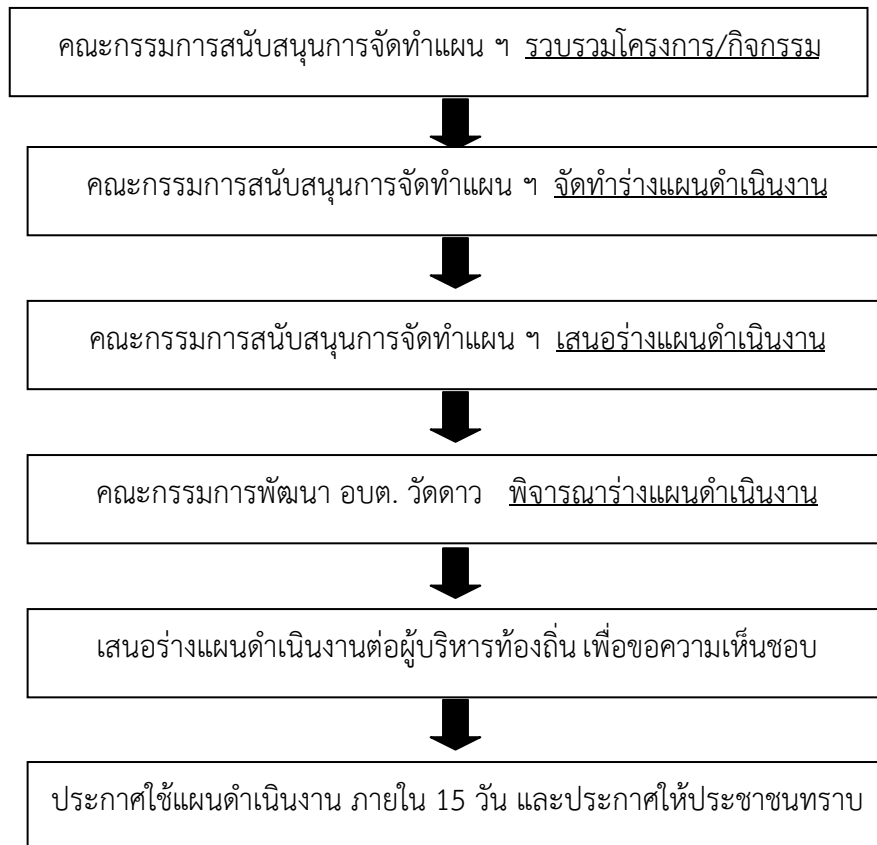 คณะกรรมการสนับสนุนการจัดทำแผน ฯ รวบรวมโครงการ/กิจกรรม
คณะกรรมการสนับสนุนการจัดทำแผน ฯ จัดทำร่างแผนดำเนินงาน
คณะกรรมการสนับสนุนการจัดทำแผน ฯ เสนอร่างแผนดำเนินงาน
คณะกรรมการพัฒนา อบต. วัดดาว พิจารณาร่างแผนดำเนินงาน
เสนอร่างแผนดำเนินงานต่อผู้บริหารท้องถิ่น เพื่อขอความเห็นชอบ
ประกาศใช้แผนดำเนินงาน ภายใน 15 วัน และประกาศให้ประชาชนทราบ